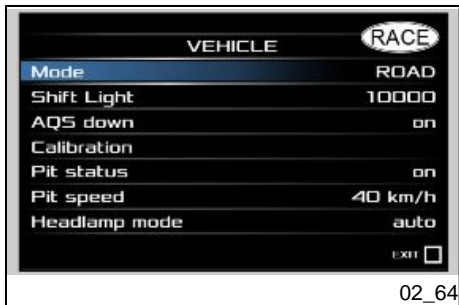 RACE
VEHICLE
Mode ROAD
Shift Light 10000
AQS down on
Calibration
Pit status on
Pit speed 40 km/h
Headlamp mode auto
EXIT
02_64